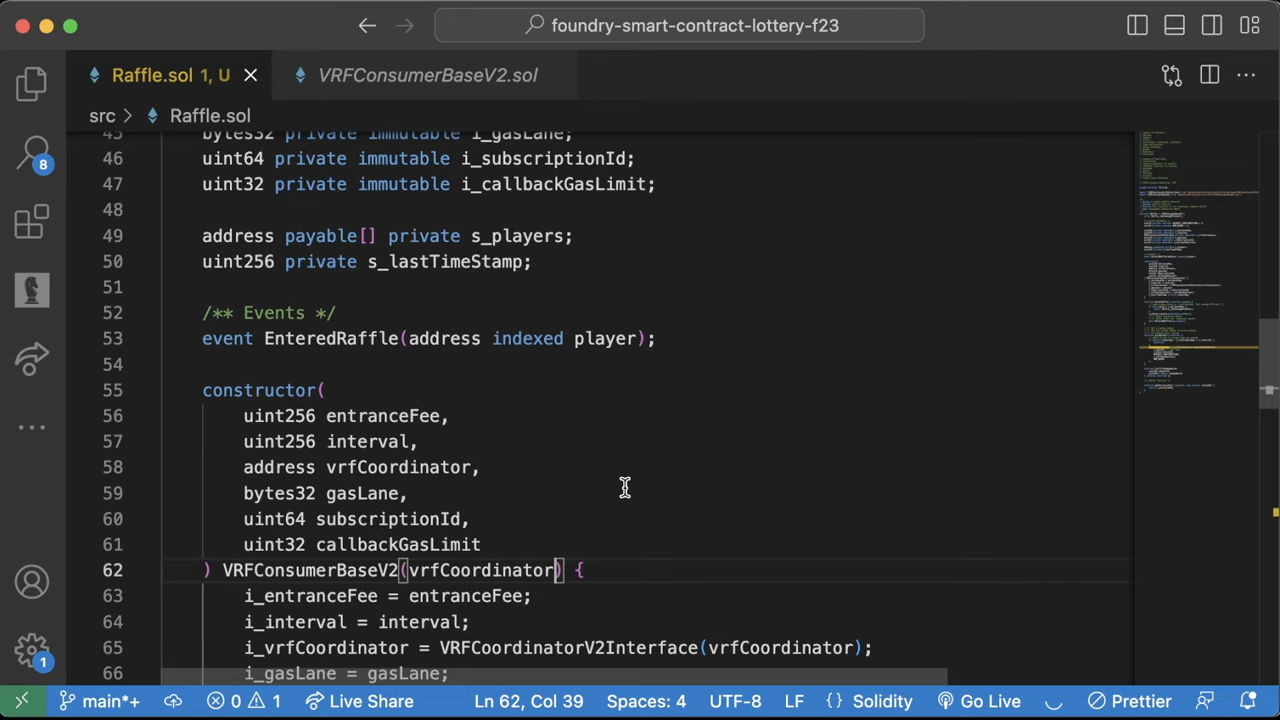 foundry-smart-contract-lottery-f23
Raffle.sol 1, U
VRFConsumerBaseV2.sol
src > Raffle.sol
45 bytes32 private immutable i_gasLane;
46 uint64 private immutable i_subscriptionId;
47 uint32 private immutable i_callbackGasLimit;
48
49 address payable[] private s_players;
50 uint256 private s_lastTimeStamp;
51
52 /** Events */
53 event EnteredRaffle(address indexed player);
54
55 constructor(
56 uint256 entranceFee,
57 uint256 interval,
58 address vrfCoordinator,
59 bytes32 gasLane,
60 uint64 subscriptionId,
61 uint32 callbackGasLimit
62 ) VRFConsumerBaseV2(vrfCoordinator) {
63 i_entranceFee = entranceFee;
64 i_interval = interval;
65 i_vrfCoordinator = VRFCoordinatorV2Interface(vrfCoordinator);
66 i_gasLane = gasLane;
8
1
main*+ 0 1 Live Share Ln 62, Col 39 Spaces: 4 UTF-8 LF {} Solidity Go Live Prettier